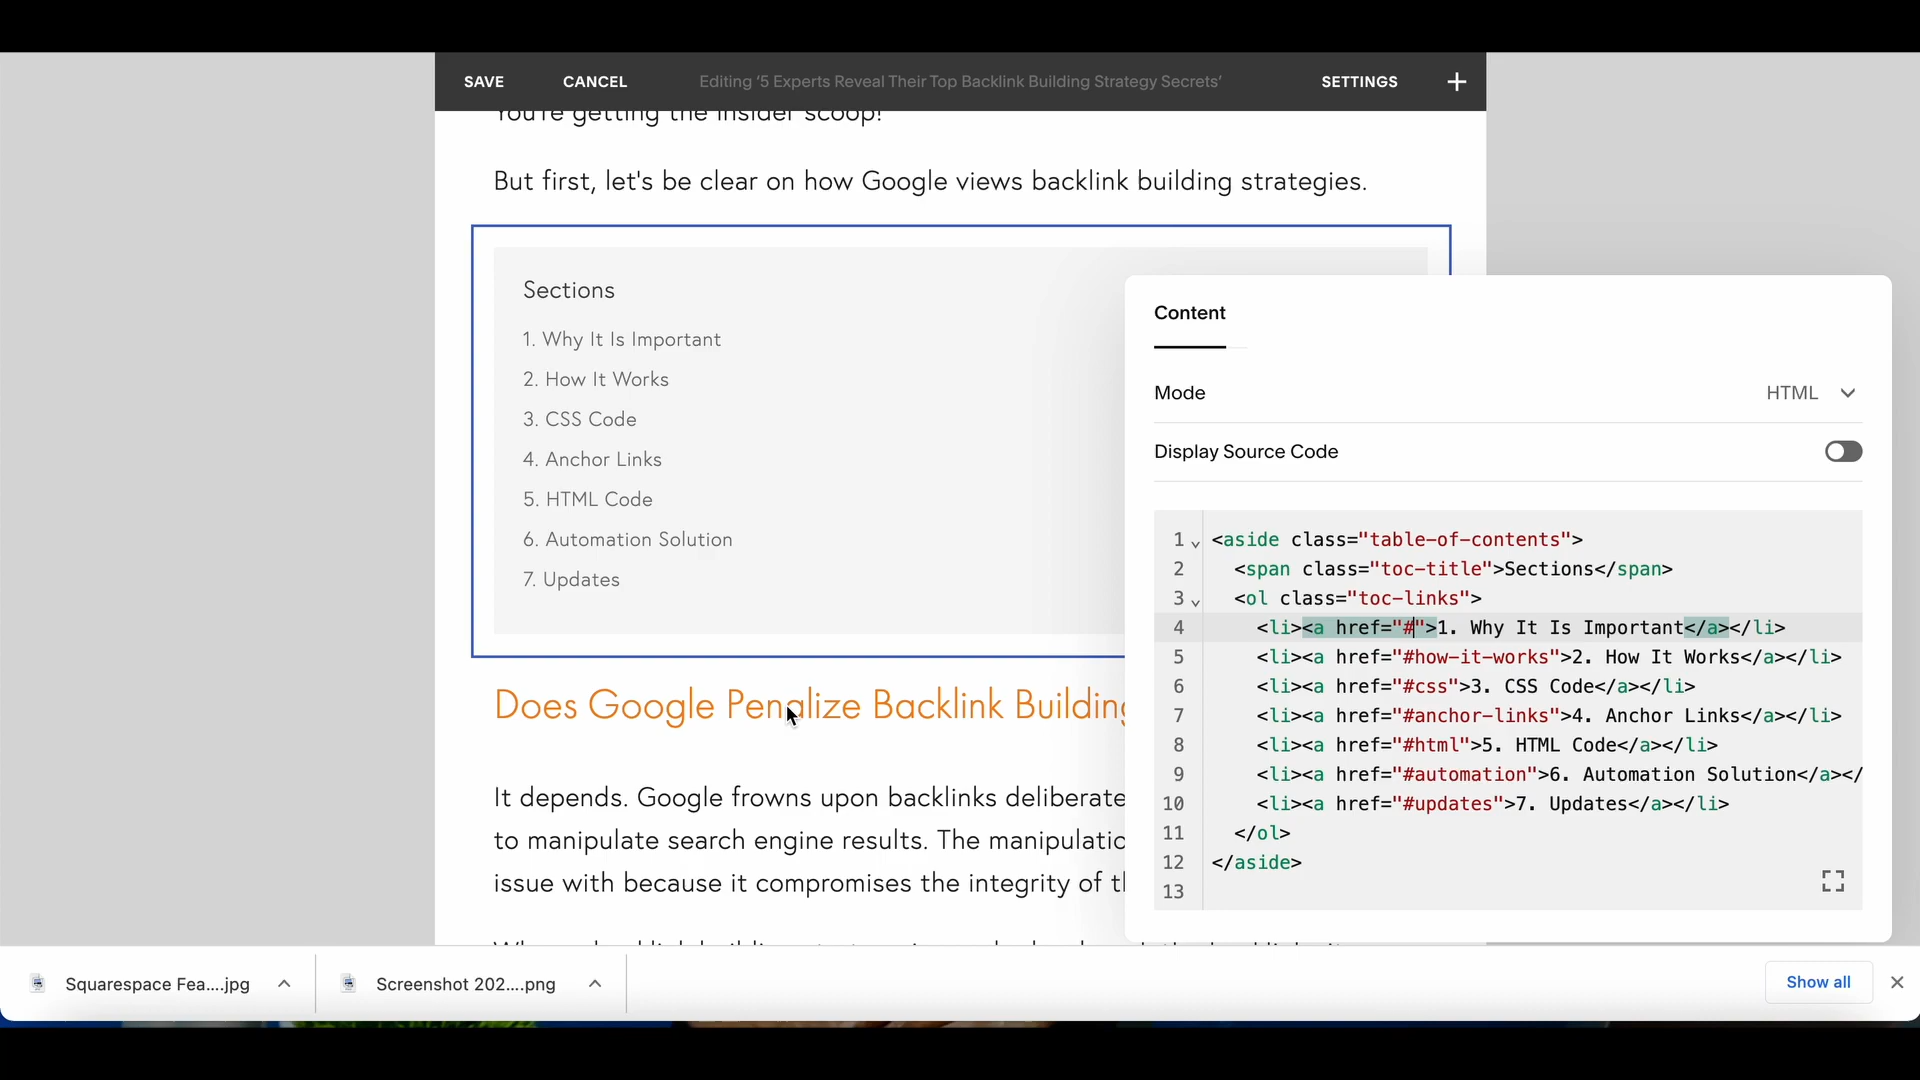 SAVE CANCEL Editing ‘5 Experts Reveal Their Top Backlink Building Strategy Secrets’ SETTINGS +
You're getting the insider scoop!
But first, let's be clear on how Google views backlink building strategies.
Sections
1. Why It Is Important
2. How It Works
3. CSS Code
4. Anchor Links
5. HTML Code
6. Automation Solution
7. Updates
Does Google Penalize Backlink Building
It depends. Google frowns upon backlinks deliberate
to manipulate search engine results. The manipulatio
issue with because it compromises the integrity of th
Content
Mode HTML
Display Source Code
1 <aside class="table-of-contents">
2 <span class="toc-title">Sections</span>
3 <ol class="toc-links">
4 <li><a href="#">1. Why It Is Important</a></li>
5 <li><a href="#how-it-works">2. How It Works</a></li>
6 <li><a href="#css">3. CSS Code</a></li>
7 <li><a href="#anchor-links">4. Anchor Links</a></li>
8 <li><a href="#html">5. HTML Code</a></li>
9 <li><a href="#automation">6. Automation Solution</a></
10 <li><a href="#updates">7. Updates</a></li>
11 </ol>
12 </aside>
13
Squarespace Fea....jpg Screenshot 202....png Show all